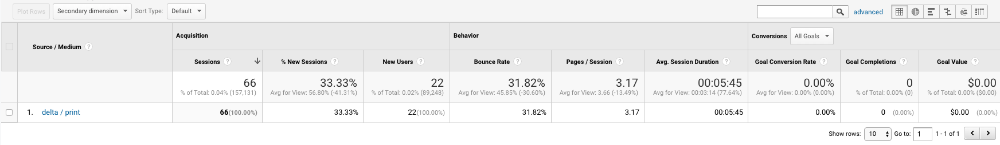 Plot Rows Secondary dimension Sort Type: Default advanced
Source / Medium ? Acquisition Behavior Conversions All Goals
Sessions ? % New Sessions ? New Users ? Bounce Rate ? Pages / Session ? Avg. Session Duration ? Goal Conversion Rate ? Goal Completions ? Goal Value ?
66 33.33% 22 31.82% 3.17 00:05:45 0.00% 0 $0.00
% of Total: 0.04% (157,131) Avg for View: 56.80% (-41.31%) % of Total: 0.02% (89,248) Avg for View: 45.85% (-30.60%) Avg for View: 3.66 (-13.49%) Avg for View: 00:03:14 (77.64%) Avg for View: 0.00% (0.00%) % of Total: 0.00% (0) % of Total: 0.00% ($0.00)
1. delta / print 66(100.00%) 33.33% 22(100.00%) 31.82% 3.17 00:05:45 0.00% 0 (0.00%) $0.00 (0.00%)
Show rows: 10 Go to: 1 1 - 1 of 1